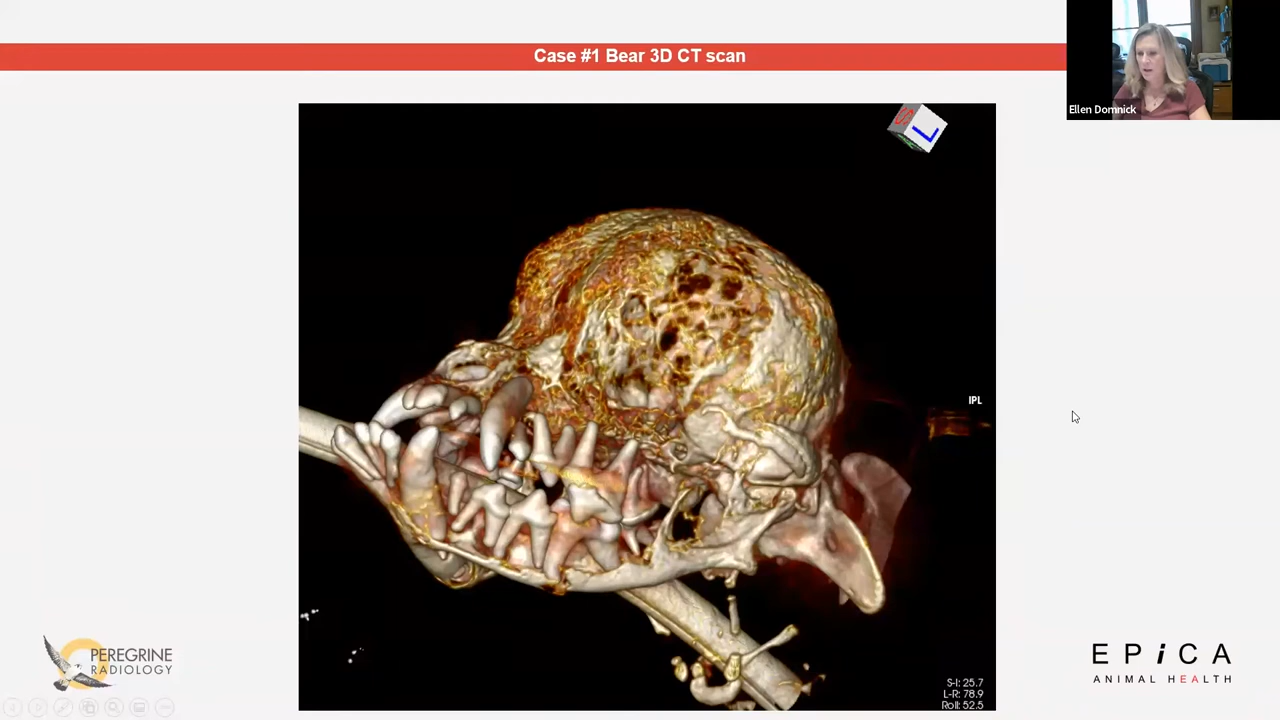 Case #1 Bear 3D CT scan
Ellen Domnick
S
L
IPL
S-I: 25.7
L-R: 78.9
Roll: 52.5
PEREGRINE
RADIOLOGY
EPiCA
ANIMAL HEALTH